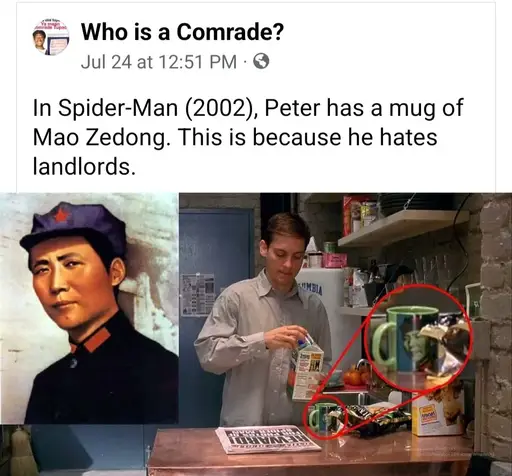 Who is a Comrade?
Jul 24 at 12:51 PM ·
In Spider-Man (2002), Peter has a mug of
Mao Zedong. This is because he hates
landlords.